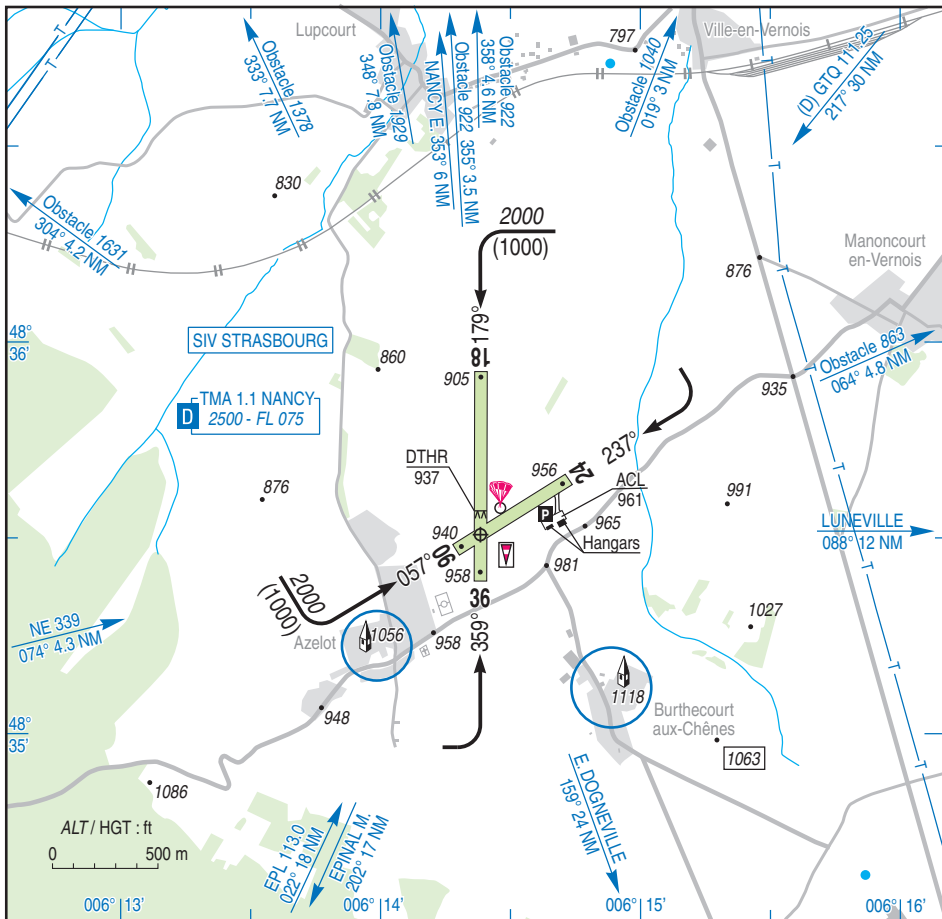 Lupcourt
797
Ville-en-Vernois
Obstacle 1378
333° 7.7 NM
Obstacle 1929
348° 7.8 NM
NANCY E. 353° 6 NM
Obstacle 922 355° 3.5 NM
Obstacle 922
358° 4.6 NM
Obstacle 1040
019° 3 NM
(D) GTQ 111.25
217° 30 NM
T
T
830
Obstacle 1631
304° 4.2 NM
2000
(1000)
Manoncourt
en-Vernois
876
T
179°
18
48°
36'
SIV STRASBOURG
860
905
935
Obstacle 863
064° 4.8 NM
TMA 1.1 NANCY
D
2500 - FL 075
T
237°
24
DTHR
937
956
ACL
961
876
991
P
965
LUNEVILLE
088° 12 NM
940
Hangars
T
057°
06
958
981
36
359°
2000
(1000)
1027
NE 339
074° 4.3 NM
Azelot
1056
958
T
1118
948
Burthecourt
aux-Chênes
48°
35'
1063
1086
T
E. DOGNEVILLE
159° 24 NM
ALT / HGT : ft
0 500 m
EPL 113.0
022° 18 NM
EPINAL M.
202° 17 NM
T
006° 13'
006° 14'
006° 15'
006° 16'